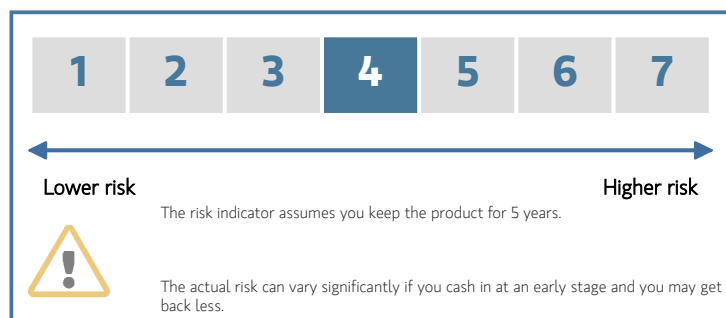 1 2 3 4 5 6 7
Lower risk Higher risk
The risk indicator assumes you keep the product for 5 years.
!
The actual risk can vary significantly if you cash in at an early stage and you may get
back less.